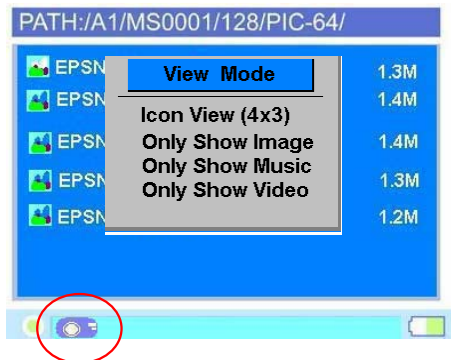 PATH:/A1/MS0001/128/PIC-64/
EPSN
1.3M
EPSN
1.4M
EPSN
1.4M
EPSN
1.3M
EPSN
1.2M
View Mode
Icon View (4x3)
Only Show Image
Only Show Music
Only Show Video